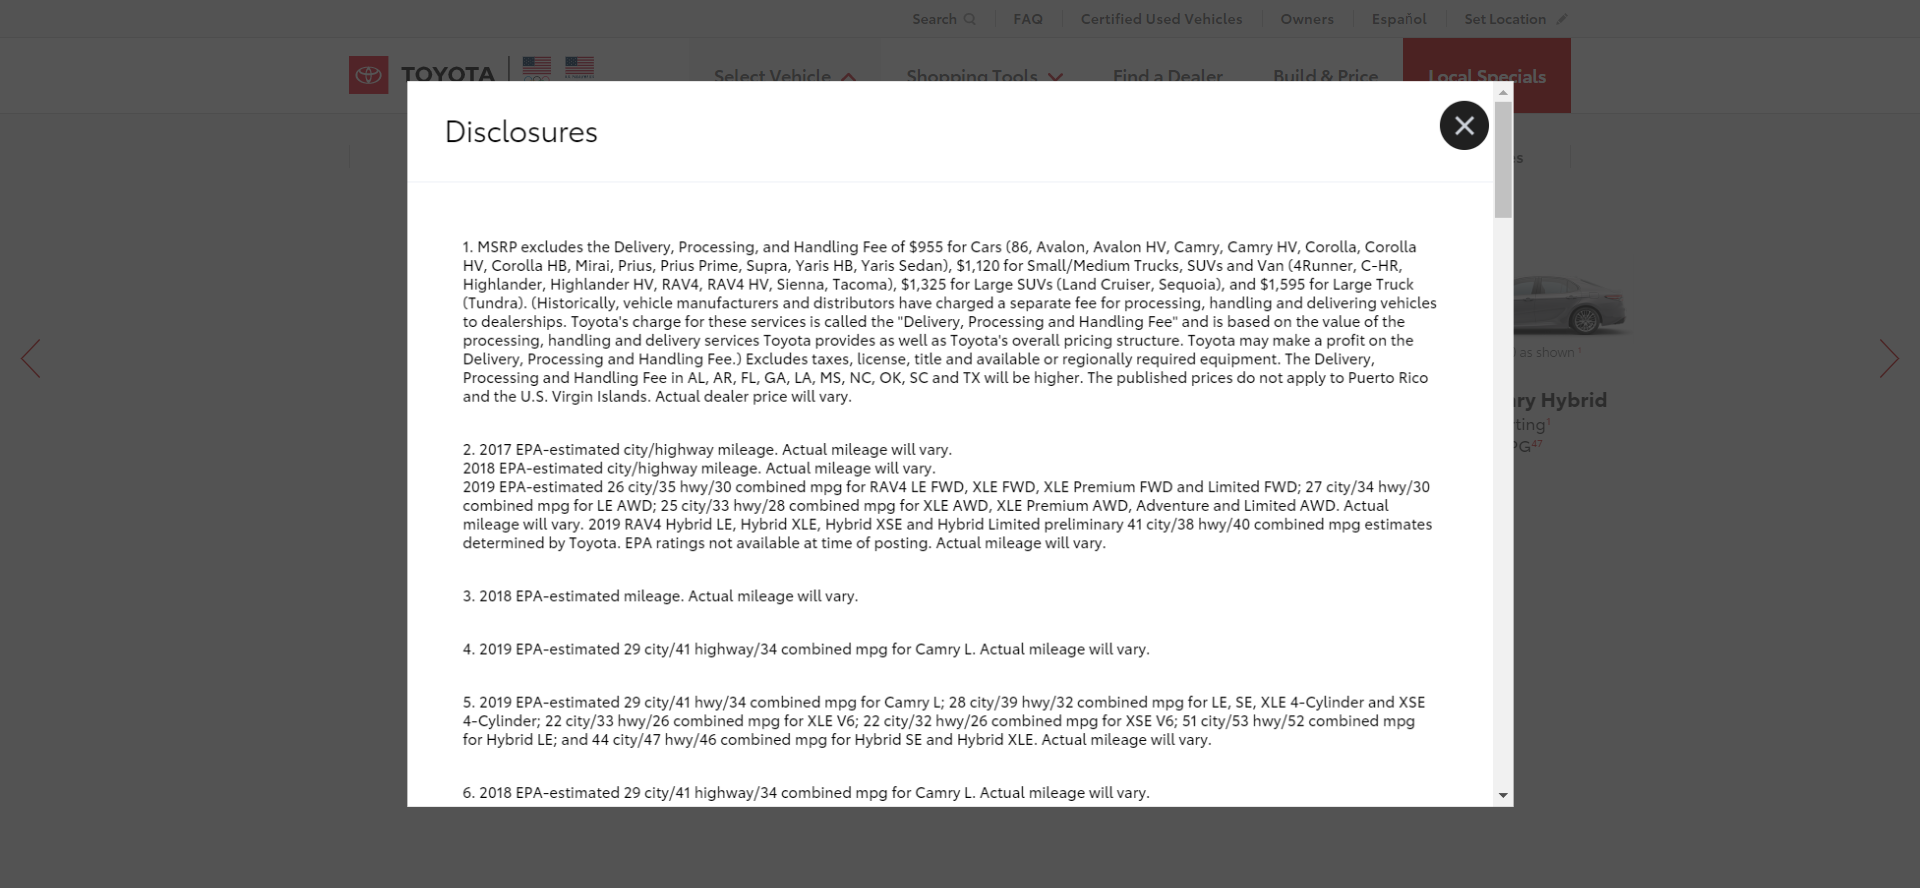 Search
FAQ
Certified Used Vehicles
Owners
Español
Set Location
TOYOTA
Select Vehicle
Shopping Tools
Find a Dealer
Build & Price
Local Specials
Disclosures
1. MSRP excludes the Delivery, Processing, and Handling Fee of $955 for Cars (86, Avalon, Avalon HV, Camry, Camry HV, Corolla, Corolla
HV, Corolla HB, Mirai, Prius, Prius Prime, Supra, Yaris HB, Yaris Sedan), $1,120 for Small/Medium Trucks, SUVs and Van (4Runner, C-HR,
Highlander, Highlander HV, RAV4, RAV4 HV, Sienna, Tacoma), $1,325 for Large SUVs (Land Cruiser, Sequoia), and $1,595 for Large Truck
(Tundra). (Historically, vehicle manufacturers and distributors have charged a separate fee for processing, handling and delivering vehicles
to dealerships. Toyota's charge for these services is called the "Delivery, Processing and Handling Fee" and is based on the value of the
processing, handling and delivery services Toyota provides as well as Toyota's overall pricing structure. Toyota may make a profit on the
Delivery, Processing and Handling Fee.) Excludes taxes, license, title and available or regionally required equipment. The Delivery,
Processing and Handling Fee in AL, AR, FL, GA, LA, MS, NC, OK, SC and TX will be higher. The published prices do not apply to Puerto Rico
and the U.S. Virgin Islands. Actual dealer price will vary.
2. 2017 EPA-estimated city/highway mileage. Actual mileage will vary.
2018 EPA-estimated city/highway mileage. Actual mileage will vary.
2019 EPA-estimated 26 city/35 hwy/30 combined mpg for RAV4 LE FWD, XLE FWD, XLE Premium FWD and Limited FWD; 27 city/34 hwy/30
combined mpg for LE AWD; 25 city/33 hwy/28 combined mpg for XLE AWD, XLE Premium AWD, Adventure and Limited AWD. Actual
mileage will vary. 2019 RAV4 Hybrid LE, Hybrid XLE, Hybrid XSE and Hybrid Limited preliminary 41 city/38 hwy/40 combined mpg estimates
determined by Toyota. EPA ratings not available at time of posting. Actual mileage will vary.
3. 2018 EPA-estimated mileage. Actual mileage will vary.
4. 2019 EPA-estimated 29 city/41 highway/34 combined mpg for Camry L. Actual mileage will vary.
5. 2019 EPA-estimated 29 city/41 hwy/34 combined mpg for Camry L; 28 city/39 hwy/32 combined mpg for LE, SE, XLE 4-Cylinder and XSE
4-Cylinder; 22 city/33 hwy/26 combined mpg for XLE V6; 22 city/32 hwy/26 combined mpg for XSE V6; 51 city/53 hwy/52 combined mpg
for Hybrid LE; and 44 city/47 hwy/46 combined mpg for Hybrid SE and Hybrid XLE. Actual mileage will vary.
6. 2018 EPA-estimated 29 city/41 highway/34 combined mpg for Camry L. Actual mileage will vary.
as shown 1
Hybrid